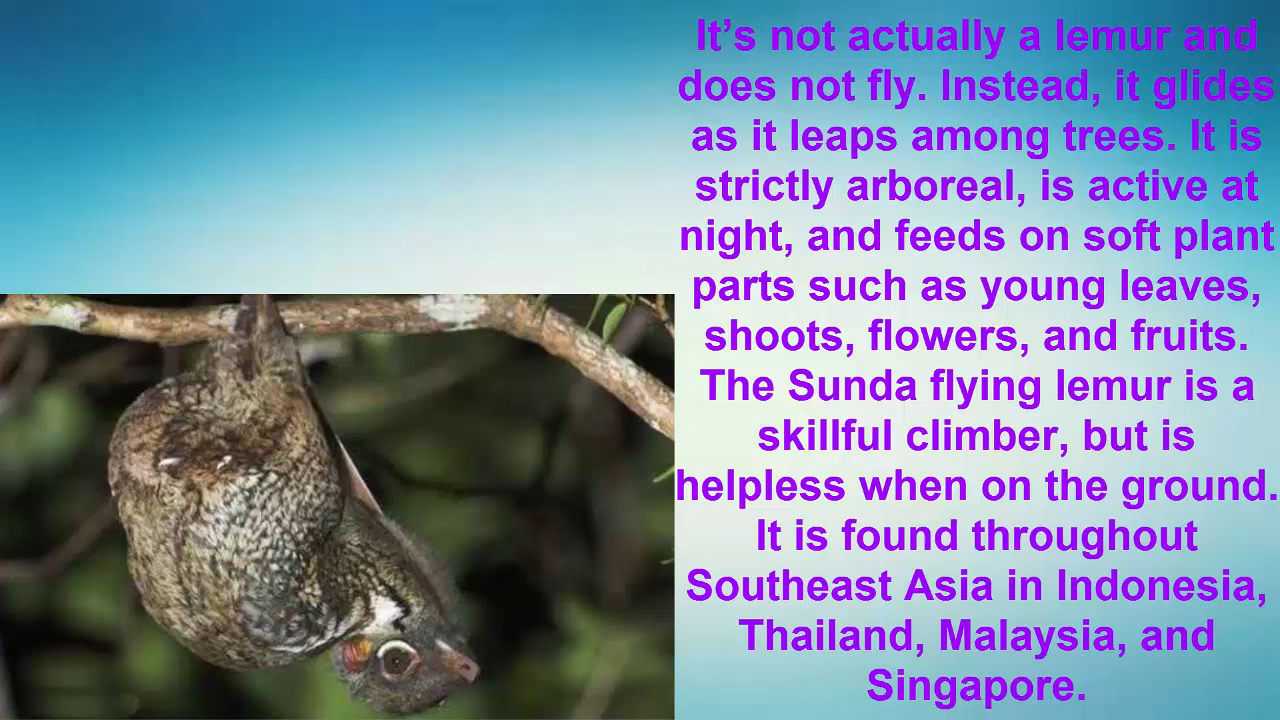 It’s not actually a lemur and
does not fly. Instead, it glides
as it leaps among trees. It is
strictly arboreal, is active at
night, and feeds on soft plant
parts such as young leaves,
shoots, flowers, and fruits.
The Sunda flying lemur is a
skillful climber, but is
helpless when on the ground.
It is found throughout
Southeast Asia in Indonesia,
Thailand, Malaysia, and
Singapore.